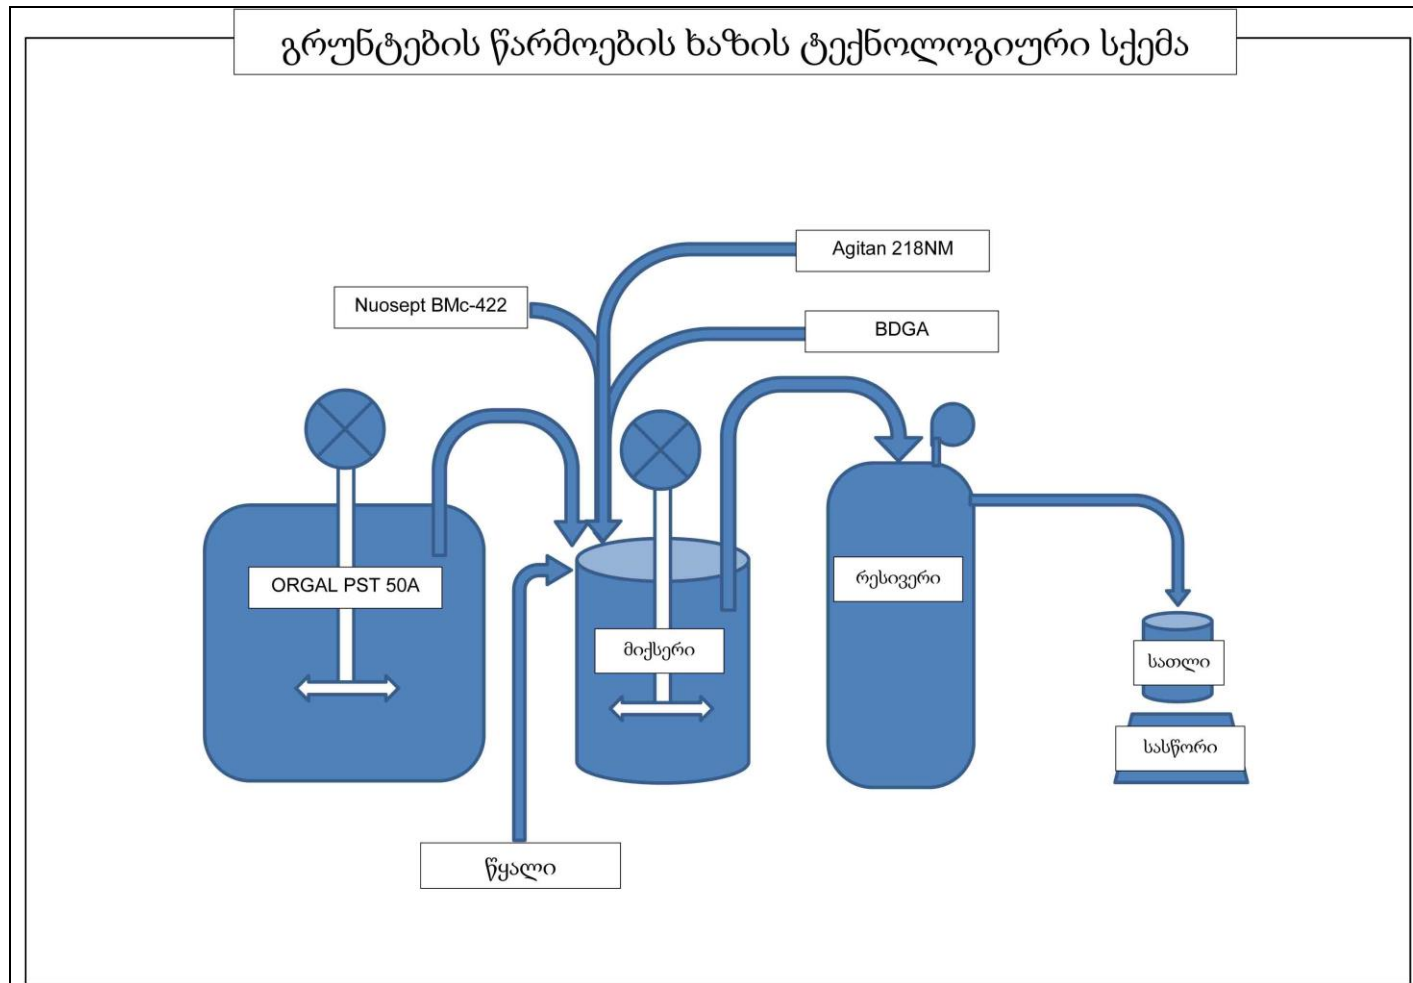 გრუნტების წარმოების ხაზის ტექნოლოგიური სქემა
Agitan 218NM
Nuosept BMc-422
BDGA
ORGAL PST 50A
რესივერი
მიქსერი
სათლი
სასწორი
წყალი